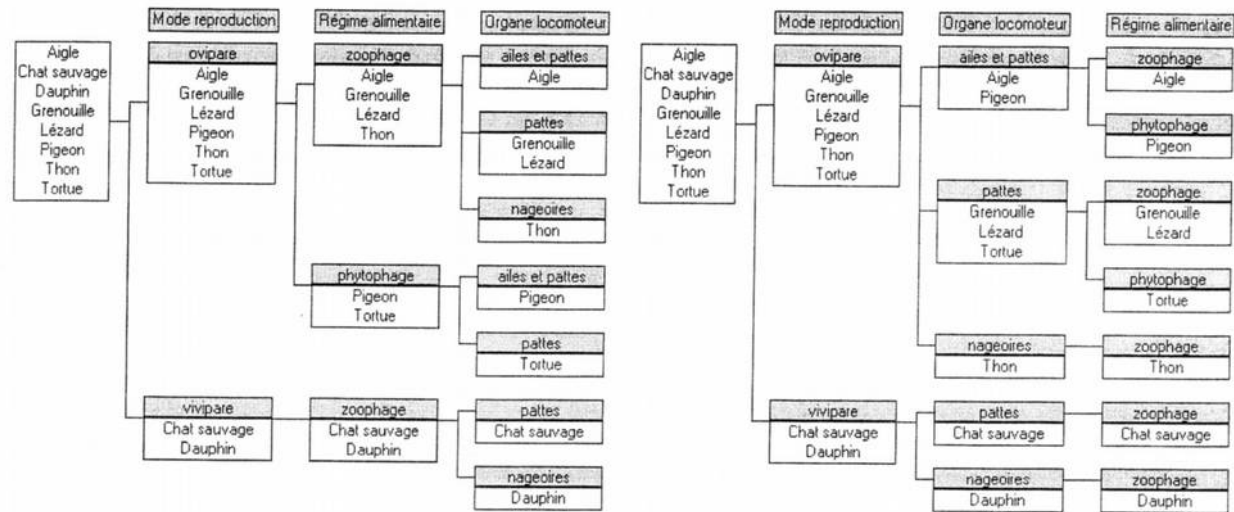 Mode reproduction
Régime alimentaire
Organe locomoteur
Aigle
Chat sauvage
Dauphin
Grenouille
Lézard
Pigeon
Thon
Tortue
ovipare
Aigle
Grenouille
Lézard
Pigeon
Thon
Tortue
zoophage
Aigle
Grenouille
Lézard
Thon
ailes et pattes
Aigle
pattes
Grenouille
Lézard
nageoires
Thon
phytophage
Pigeon
Tortue
ailes et pattes
Pigeon
pattes
Tortue
vivipare
Chat sauvage
Dauphin
zoophage
Chat sauvage
Dauphin
pattes
Chat sauvage
nageoires
Dauphin
Mode reproduction
Organe locomoteur
Régime alimentaire
Aigle
Chat sauvage
Dauphin
Grenouille
Lézard
Pigeon
Thon
Tortue
ovipare
Aigle
Grenouille
Lézard
Pigeon
Thon
Tortue
ailes et pattes
Aigle
Pigeon
zoophage
Aigle
phytophage
Pigeon
pattes
Grenouille
Lézard
Tortue
zoophage
Grenouille
Lézard
phytophage
Tortue
nageoires
Thon
zoophage
Thon
vivipare
Chat sauvage
Dauphin
pattes
Chat sauvage
zoophage
Chat sauvage
nageoires
Dauphin
zoophage
Dauphin